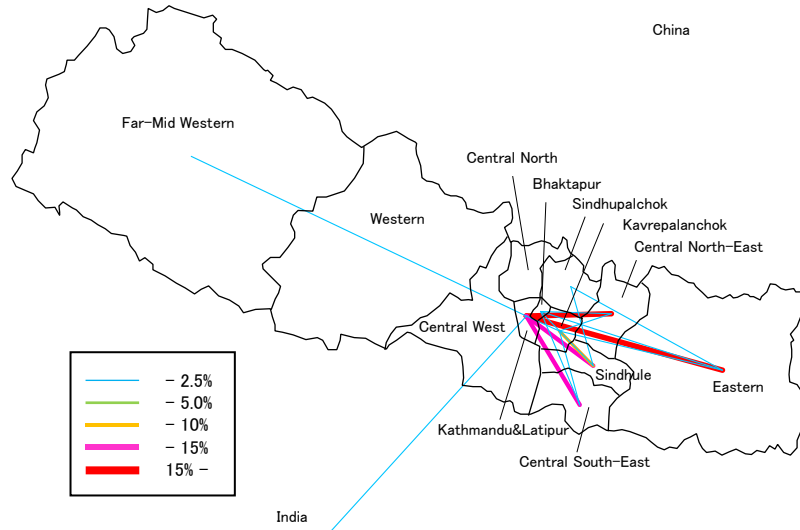 China
Far-Mid Western
Central North
Bhaktapur
Sindhupalchok
Western
Kavrepalanchok
Central North-East
Central West
Sindhule
Eastern
Kathmandu&Latipur
Central South-East
India
- 2.5%
- 5.0%
- 10%
- 15%
15% -